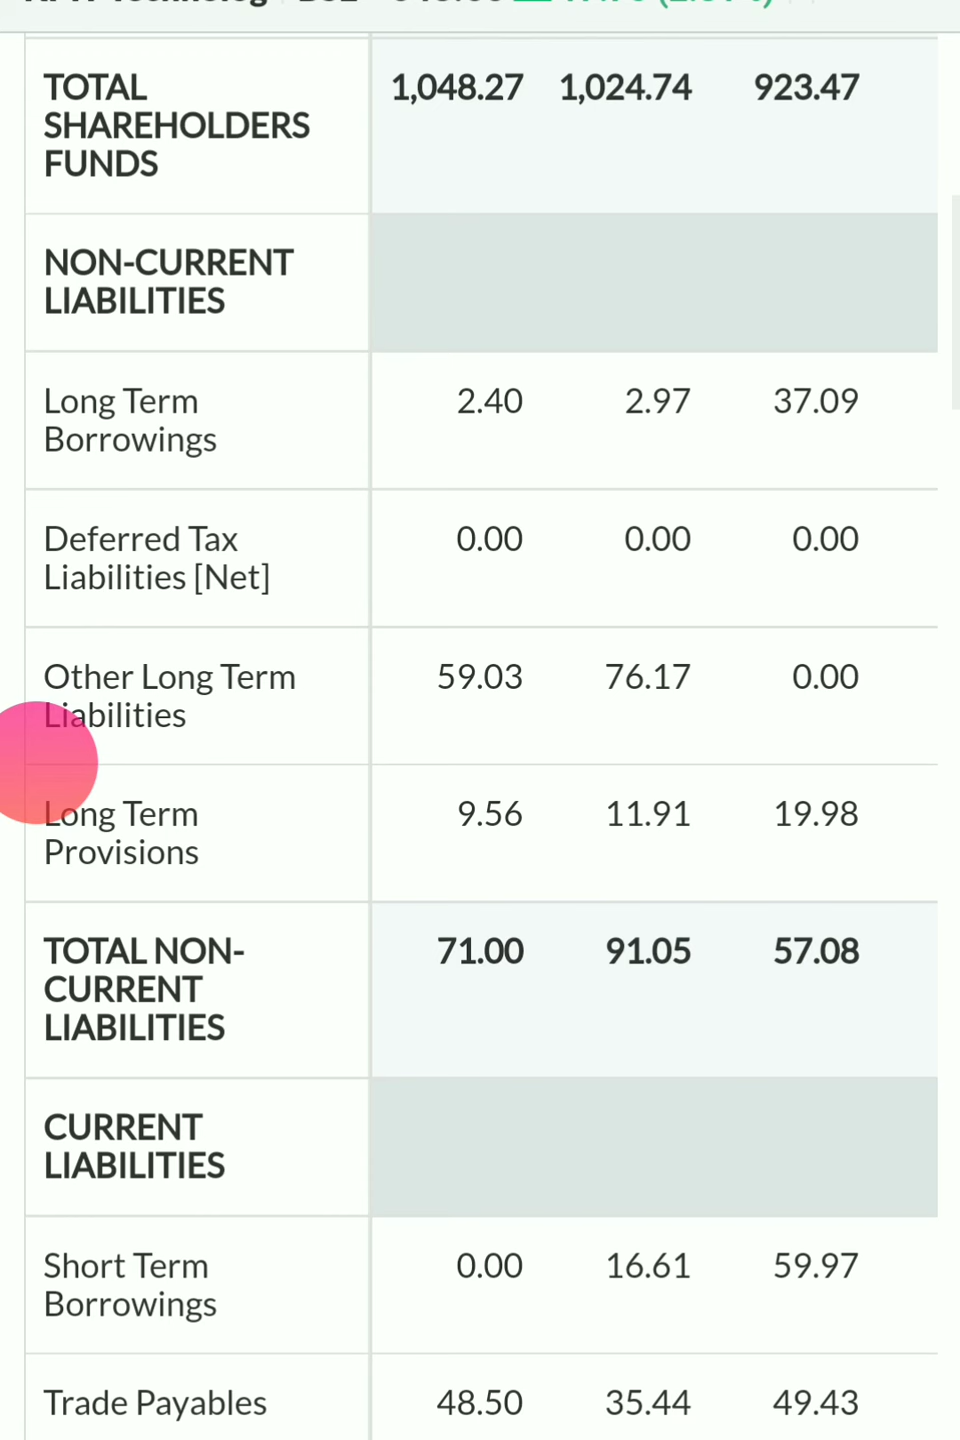 TOTAL 1,048.27 1,024.74 923.47
SHAREHOLDERS
FUNDS
NON-CURRENT
LIABILITIES
Long Term 2.40 2.97 37.09
Borrowings
Deferred Tax 0.00 0.00 0.00
Liabilities [Net]
Other Long Term 59.03 76.17 0.00
Liabilities
Long Term 9.56 11.91 19.98
Provisions
TOTAL NON- 71.00 91.05 57.08
CURRENT
LIABILITIES
CURRENT
LIABILITIES
Short Term 0.00 16.61 59.97
Borrowings
Trade Payables 48.50 35.44 49.43